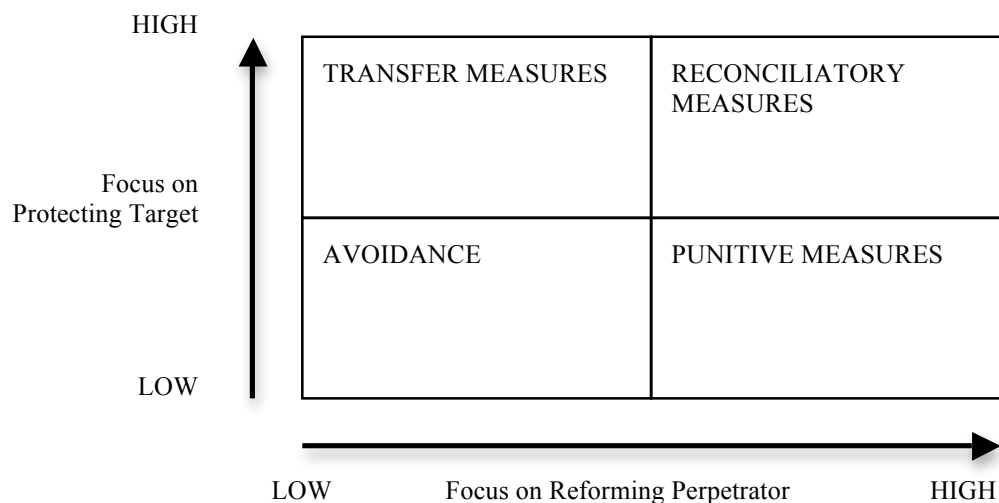 HIGH
TRANSFER MEASURES
RECONCILIATORY
MEASURES
Focus on
Protecting Target
AVOIDANCE
PUNITIVE MEASURES
LOW
LOW
Focus on Reforming Perpetrator
HIGH